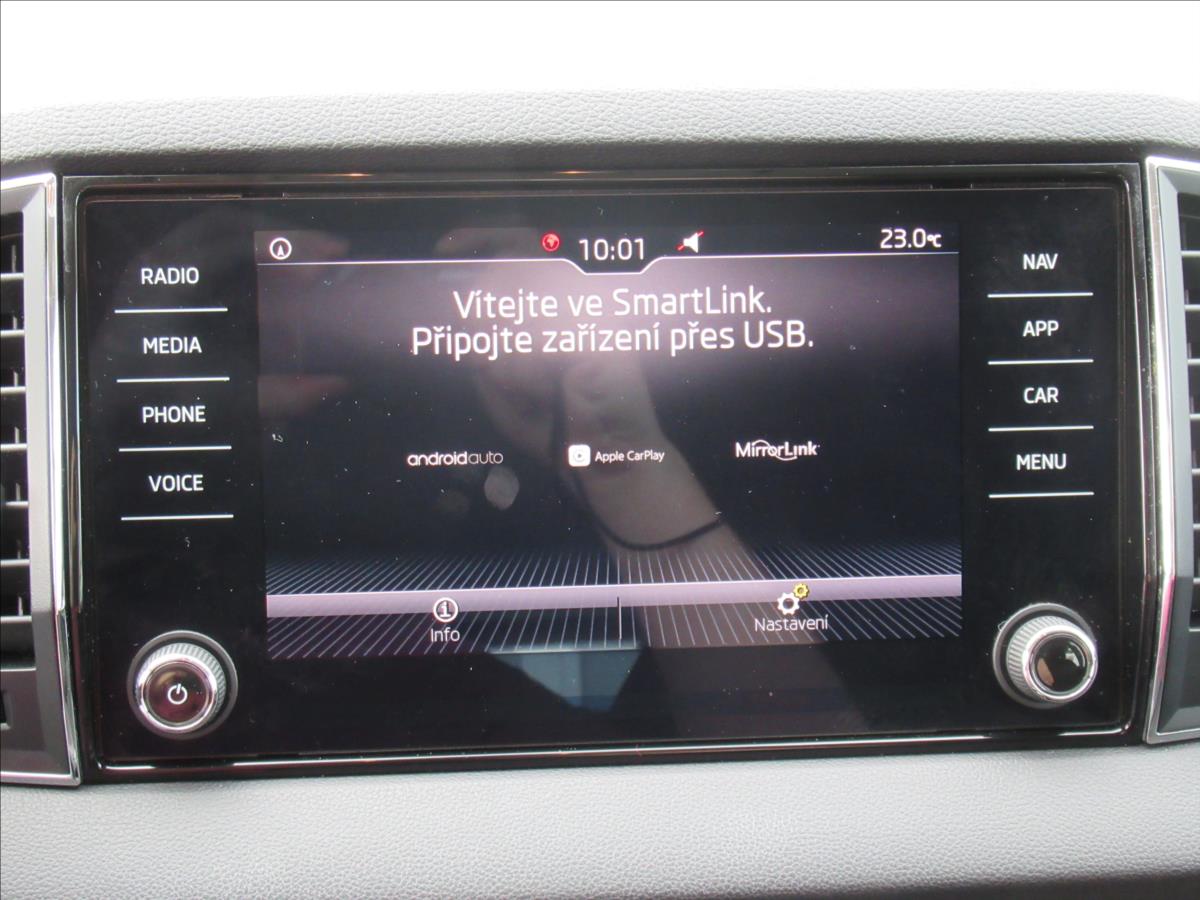 10:01
23.0°C
RADIO
MEDIA
PHONE
VOICE
Vítejte ve SmartLink.
Připojte zařízení přes USB.
androidauto
Apple CarPlay
MirrorLink
Info
Nastavení
NAV
APP
CAR
MENU